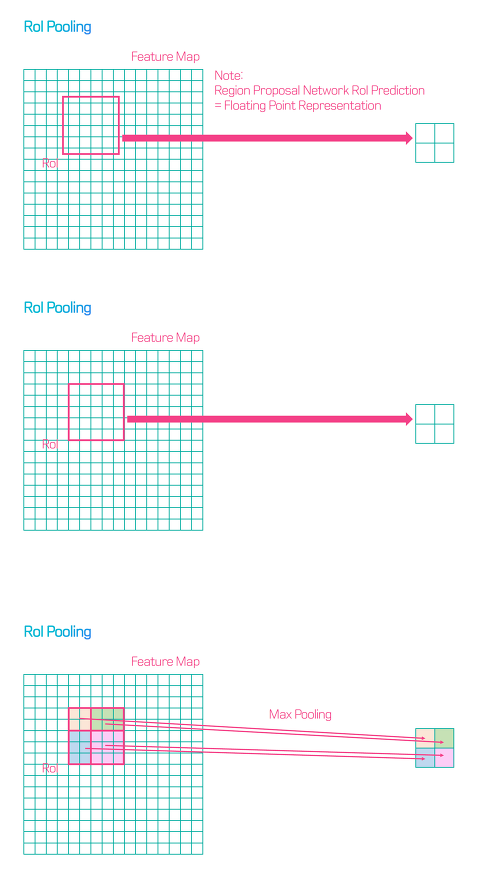 RoI Pooling
Feature Map
Note:
Region Proposal Network RoI Prediction
= Floating Point Representation
RoI
RoI Pooling
Feature Map
RoI
RoI Pooling
Feature Map
Max Pooling
RoI